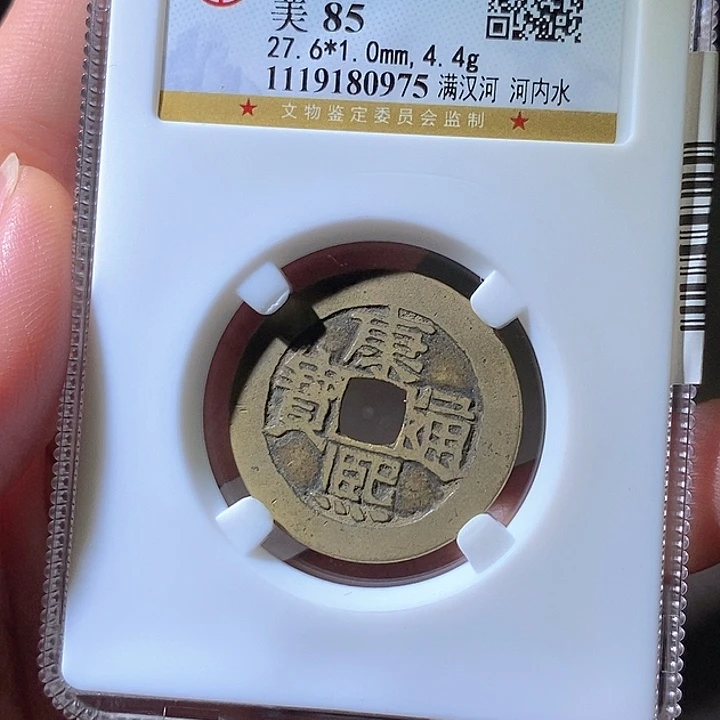 美 85
27.6*1.0mm, 4.4g
1119180975 满汉河 河内水
★ 文物鉴定委员会监制 ★
康熙通寶